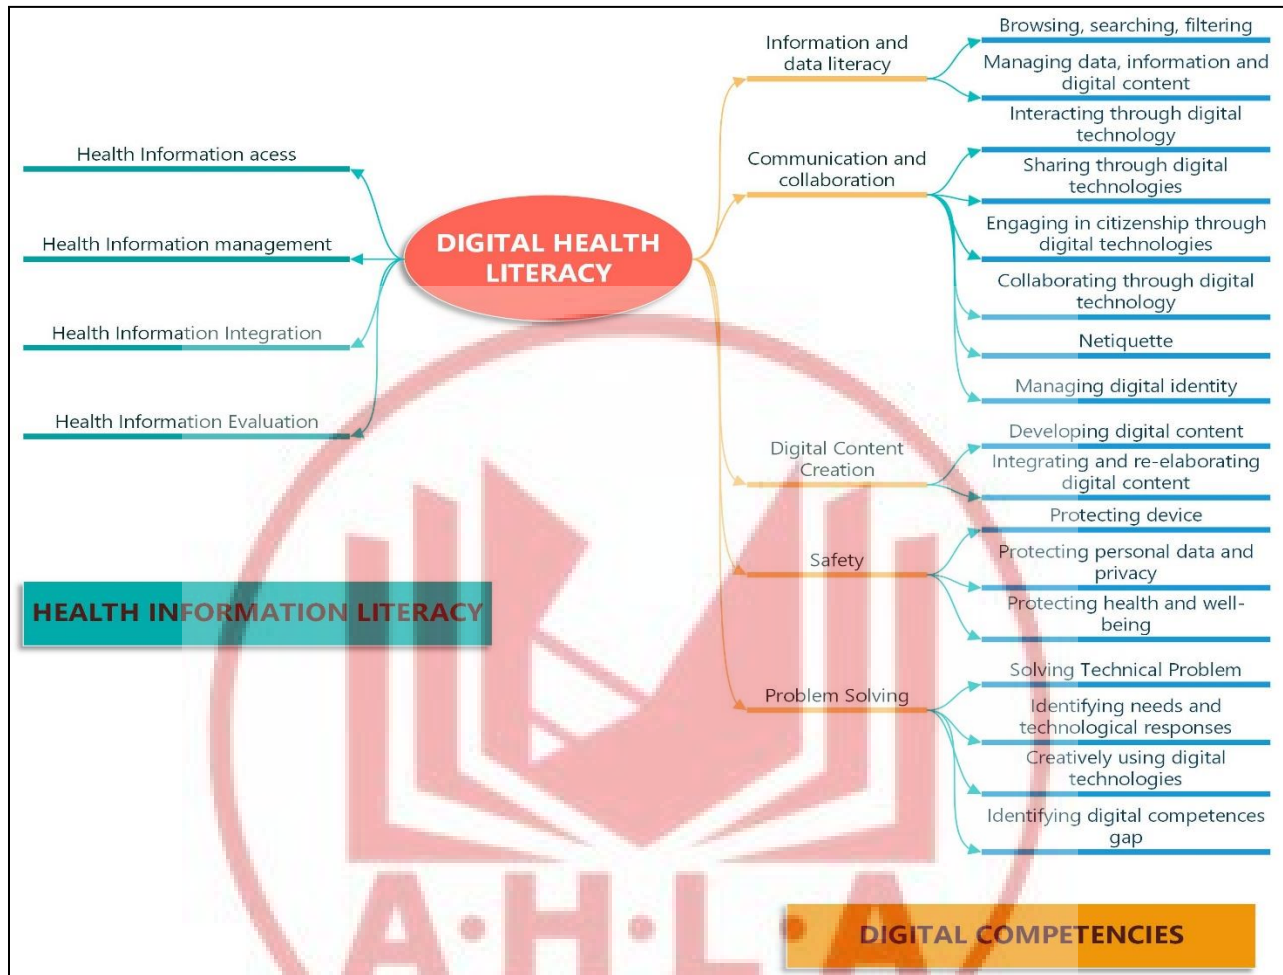 DIGITAL HEALTH
LITERACY
Health Information acess
Health Information management
Health Information Integration
Health Information Evaluation
HEALTH INFORMATION LITERACY
Information and
data literacy
Browsing, searching, filtering
Managing data, information and
digital content
Communication and
collaboration
Interacting through digital
technology
Sharing through digital
technologies
Engaging in citizenship through
digital technologies
Collaborating through digital
technology
Netiquette
Managing digital identity
Digital Content
Creation
Developing digital content
Integrating and re-elaborating
digital content
Safety
Protecting device
Protecting personal data and
privacy
Protecting health and well-
being
Problem Solving
Solving Technical Problem
Identifying needs and
technological responses
Creatively using digital
technologies
Identifying digital competences
gap
DIGITAL COMPETENCIES
A·H·L·A